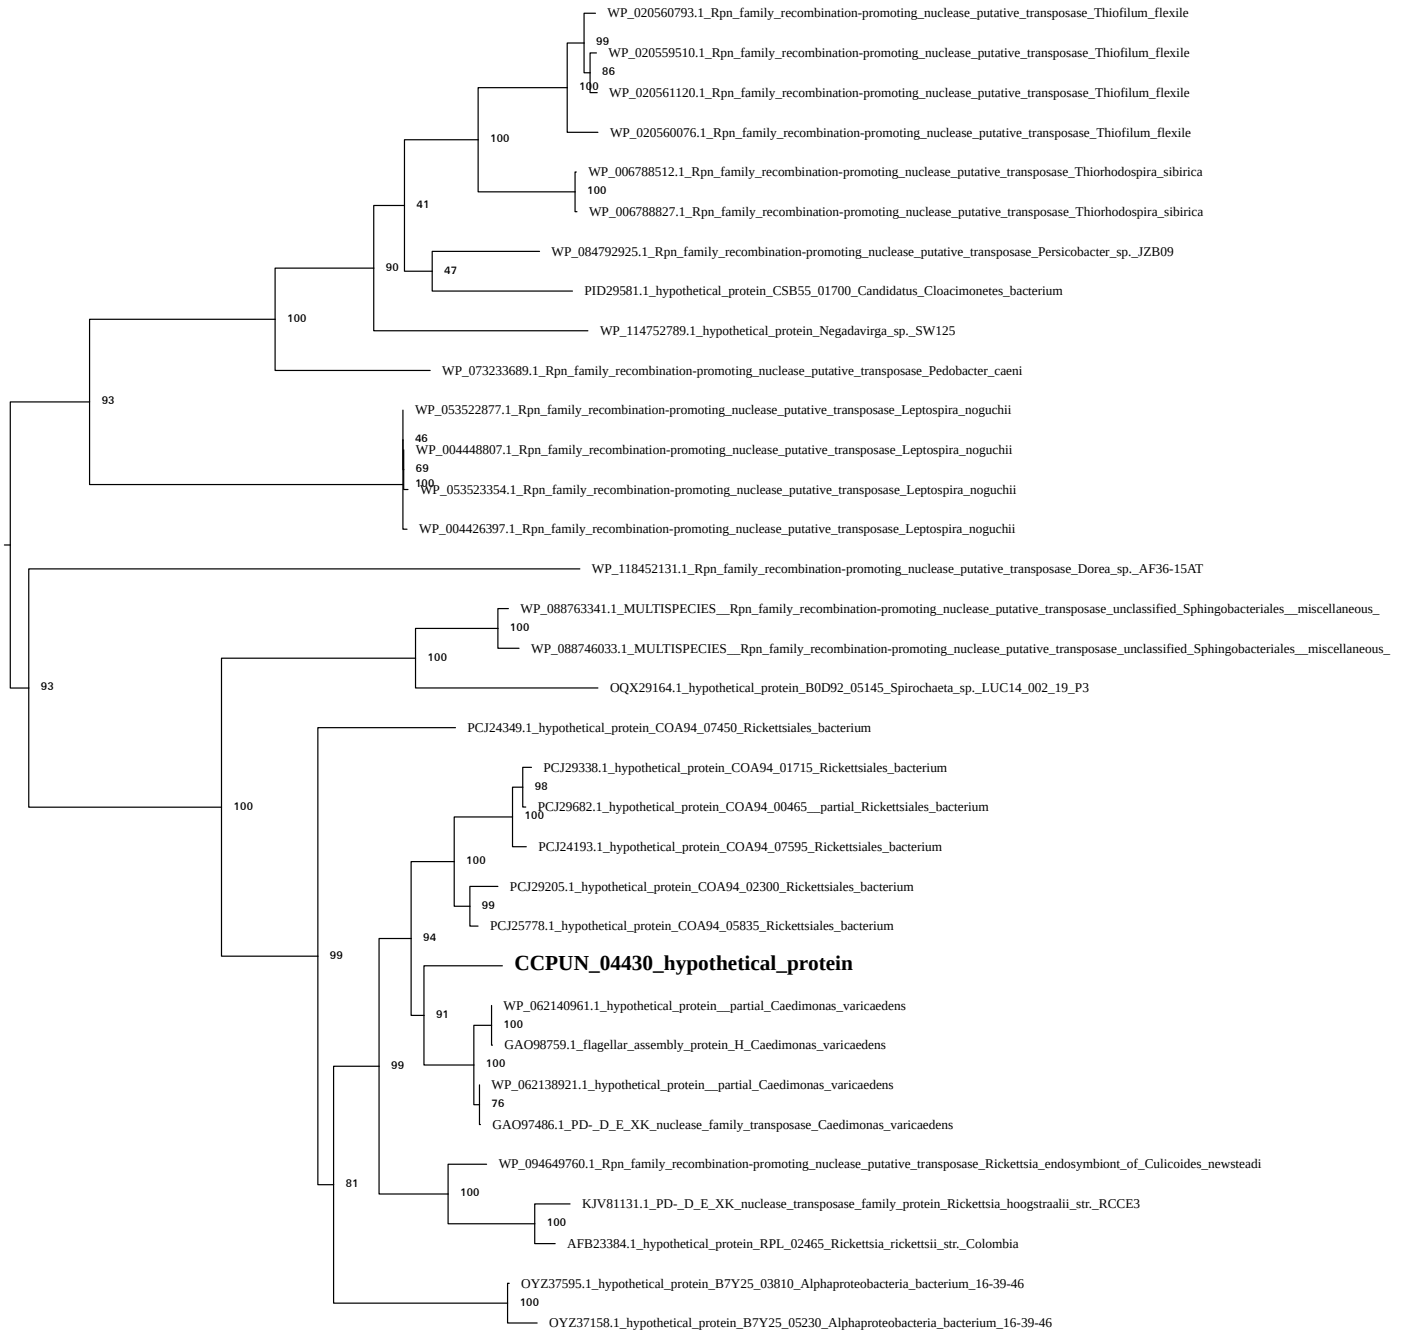 WP_020560793.1_Rpn_family_recombination-promoting_nuclease_putative_transposase_Thiofilum_flexile
99
WP_020559510.1_Rpn_family_recombination-promoting_nuclease_putative_transposase_Thiofilum_flexile
86
100
WP_020561120.1_Rpn_family_recombination-promoting_nuclease_putative_transposase_Thiofilum_flexile
WP_020560076.1_Rpn_family_recombination-promoting_nuclease_putative_transposase_Thiofilum_flexile
100
WP_006788512.1_Rpn_family_recombination-promoting_nuclease_putative_transposase_Thiorhodospira_sibirica
100
41
WP_006788827.1_Rpn_family_recombination-promoting_nuclease_putative_transposase_Thiorhodospira_sibirica
WP_084792925.1_Rpn_family_recombination-promoting_nuclease_putative_transposase_Persicobacter_sp._JZB09
90
47
PID29581.1_hypothetical_protein_CSB55_01700_Candidatus_Cloacimonetes_bacterium
100
WP_114752789.1_hypothetical_protein_Negadavirga_sp._SW125
WP_073233689.1_Rpn_family_recombination-promoting_nuclease_putative_transposase_Pedobacter_caeni
93
WP_053522877.1_Rpn_family_recombination-promoting_nuclease_putative_transposase_Leptospira_noguchii
46
WP_004448807.1_Rpn_family_recombination-promoting_nuclease_putative_transposase_Leptospira_noguchii
69
100
WP_053523354.1_Rpn_family_recombination-promoting_nuclease_putative_transposase_Leptospira_noguchii
WP_004426397.1_Rpn_family_recombination-promoting_nuclease_putative_transposase_Leptospira_noguchii
WP_118452131.1_Rpn_family_recombination-promoting_nuclease_putative_transposase_Dorea_sp._AF36-15AT
WP_088763341.1_MULTISPECIES__Rpn_family_recombination-promoting_nuclease_putative_transposase_unclassified_Sphingobacteriales__miscellaneous_
100
WP_088746033.1_MULTISPECIES__Rpn_family_recombination-promoting_nuclease_putative_transposase_unclassified_Sphingobacteriales__miscellaneous_
100
93
OQX29164.1_hypothetical_protein_B0D92_05145_Spirochaeta_sp._LUC14_002_19_P3
PCJ24349.1_hypothetical_protein_COA94_07450_Rickettsiales_bacterium
PCJ29338.1_hypothetical_protein_COA94_01715_Rickettsiales_bacterium
98
100
PCJ29682.1_hypothetical_protein_COA94_00465__partial_Rickettsiales_bacterium
100
PCJ24193.1_hypothetical_protein_COA94_07595_Rickettsiales_bacterium
100
PCJ29205.1_hypothetical_protein_COA94_02300_Rickettsiales_bacterium
99
PCJ25778.1_hypothetical_protein_COA94_05835_Rickettsiales_bacterium
94
99
CCPUN_04430_hypothetical_protein
WP_062140961.1_hypothetical_protein__partial_Caedimonas_varicaedens
91
100
GAO98759.1_flagellar_assembly_protein_H_Caedimonas_varicaedens
99
100
WP_062138921.1_hypothetical_protein__partial_Caedimonas_varicaedens
76
GAO97486.1_PD-_D_E_XK_nuclease_family_transposase_Caedimonas_varicaedens
WP_094649760.1_Rpn_family_recombination-promoting_nuclease_putative_transposase_Rickettsia_endosymbiont_of_Culicoides_newsteadi
81
100
KJV81131.1_PD-_D_E_XK_nuclease_transposase_family_protein_Rickettsia_hoogstraalii_str._RCCE3
100
AFB23384.1_hypothetical_protein_RPL_02465_Rickettsia_rickettsii_str._Colombia
OYZ37595.1_hypothetical_protein_B7Y25_03810_Alphaproteobacteria_bacterium_16-39-46
100
OYZ37158.1_hypothetical_protein_B7Y25_05230_Alphaproteobacteria_bacterium_16-39-46